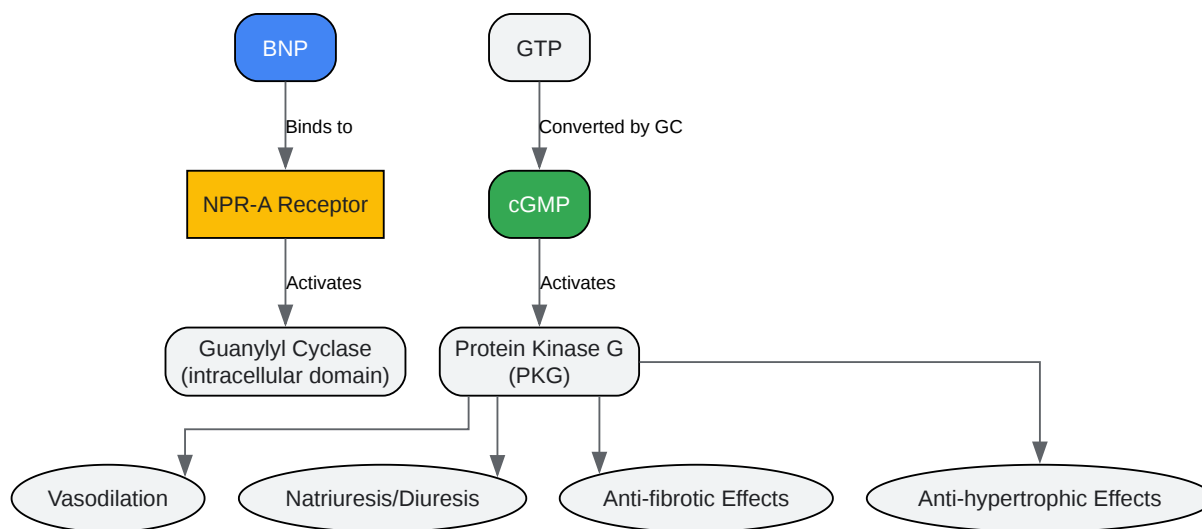 BNP
GTP
Binds to
Converted by GC
NPR-A Receptor
cGMP
Activates
Activates
Guanylyl Cyclase
(intracellular domain)
Protein Kinase G
(PKG)
Vasodilation
Natriuresis/Diuresis
Anti-fibrotic Effects
Anti-hypertrophic Effects